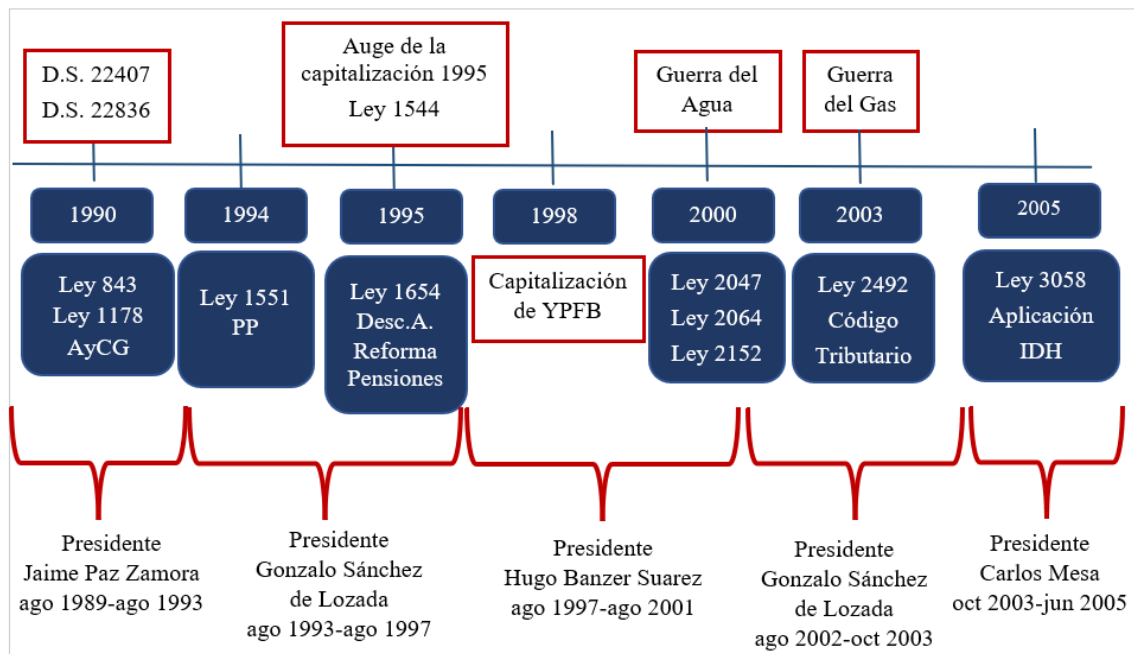 D.S. 22407
D.S. 22836
Auge de la
capitalización 1995
Ley 1544
Guerra del
Agua
Guerra
del Gas
1990
1994
1995
1998
2000
2003
2005
Ley 843
Ley 1178
AyCG
Ley 1551
PP
Ley 1654
Desc.A.
Reforma
Pensiones
Capitalización
de YPFB
Ley 2047
Ley 2064
Ley 2152
Ley 2492
Código
Tributario
Ley 3058
Aplicación
IDH
Presidente
Jaime Paz Zamora
ago 1989-ago 1993
Presidente
Gonzalo Sánchez
de Lozada
ago 1993-ago 1997
Presidente
Hugo Banzer Suarez
ago 1997-ago 2001
Presidente
Gonzalo Sánchez
de Lozada
ago 2002-oct 2003
Presidente
Carlos Mesa
oct 2003-jun 2005